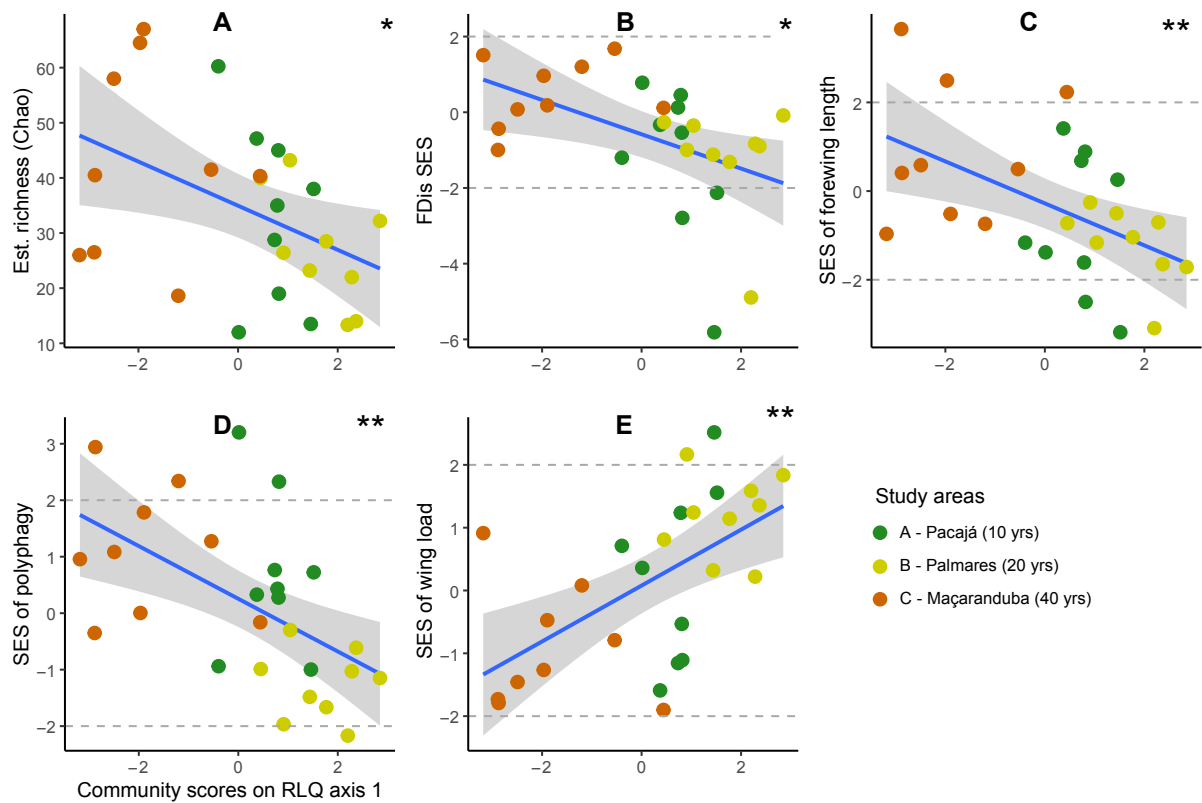 A *
Est. richness (Chao)
60
50
40
30
20
10
−2 0 2
B *
FDis SES
2
0
−2
−4
−6
−2 0 2
C **
SES of forewing length
2
0
−2
−2 0 2
D **
SES of polyphagy
3
2
1
0
−1
−2
−2 0 2
Community scores on RLQ axis 1
E **
SES of wing load
2
1
0
−1
−2
−2 0 2
Study areas
A - Pacajá (10 yrs)
B - Palmares (20 yrs)
C - Maçaranduba (40 yrs)